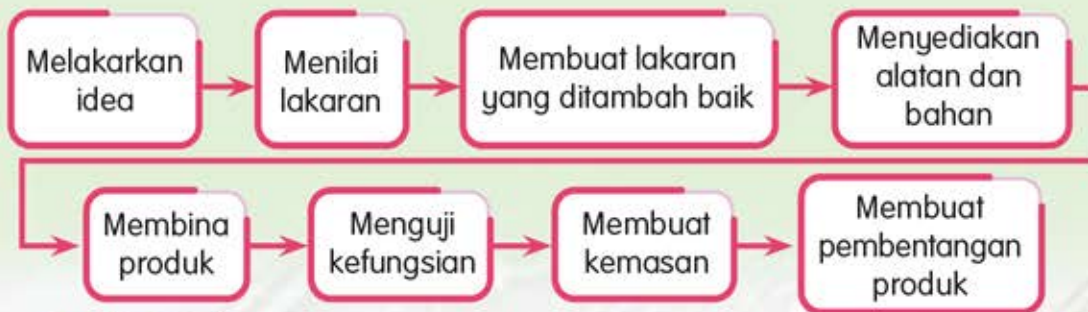 Melakarkan
idea
Menilai
lakaran
Membuat lakaran
yang ditambah baik
Menyediakan
alatan dan
bahan
Membina
produk
Menguji
kefungsian
Membuat
kemasan
Membuat
pembentangan
produk